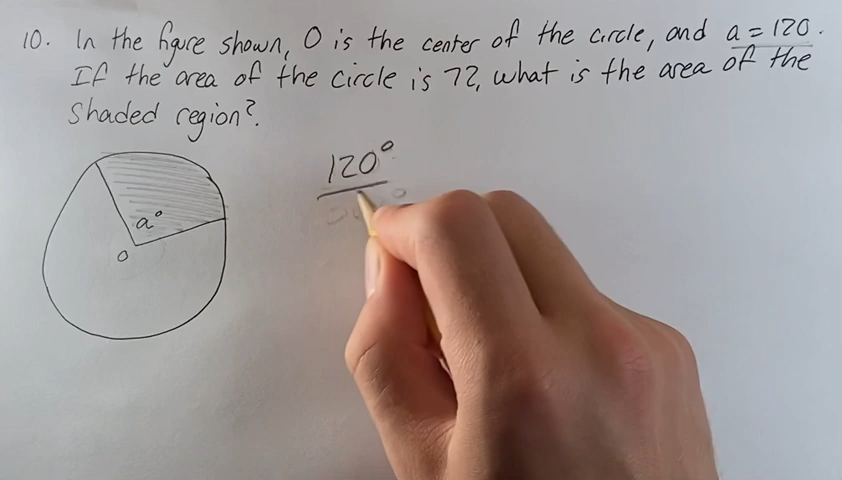 10. In the figure shown, O is the center of the circle, and a = 120.
If the area of the circle is 72, what is the area of the
Shaded region?
120°
a°
O